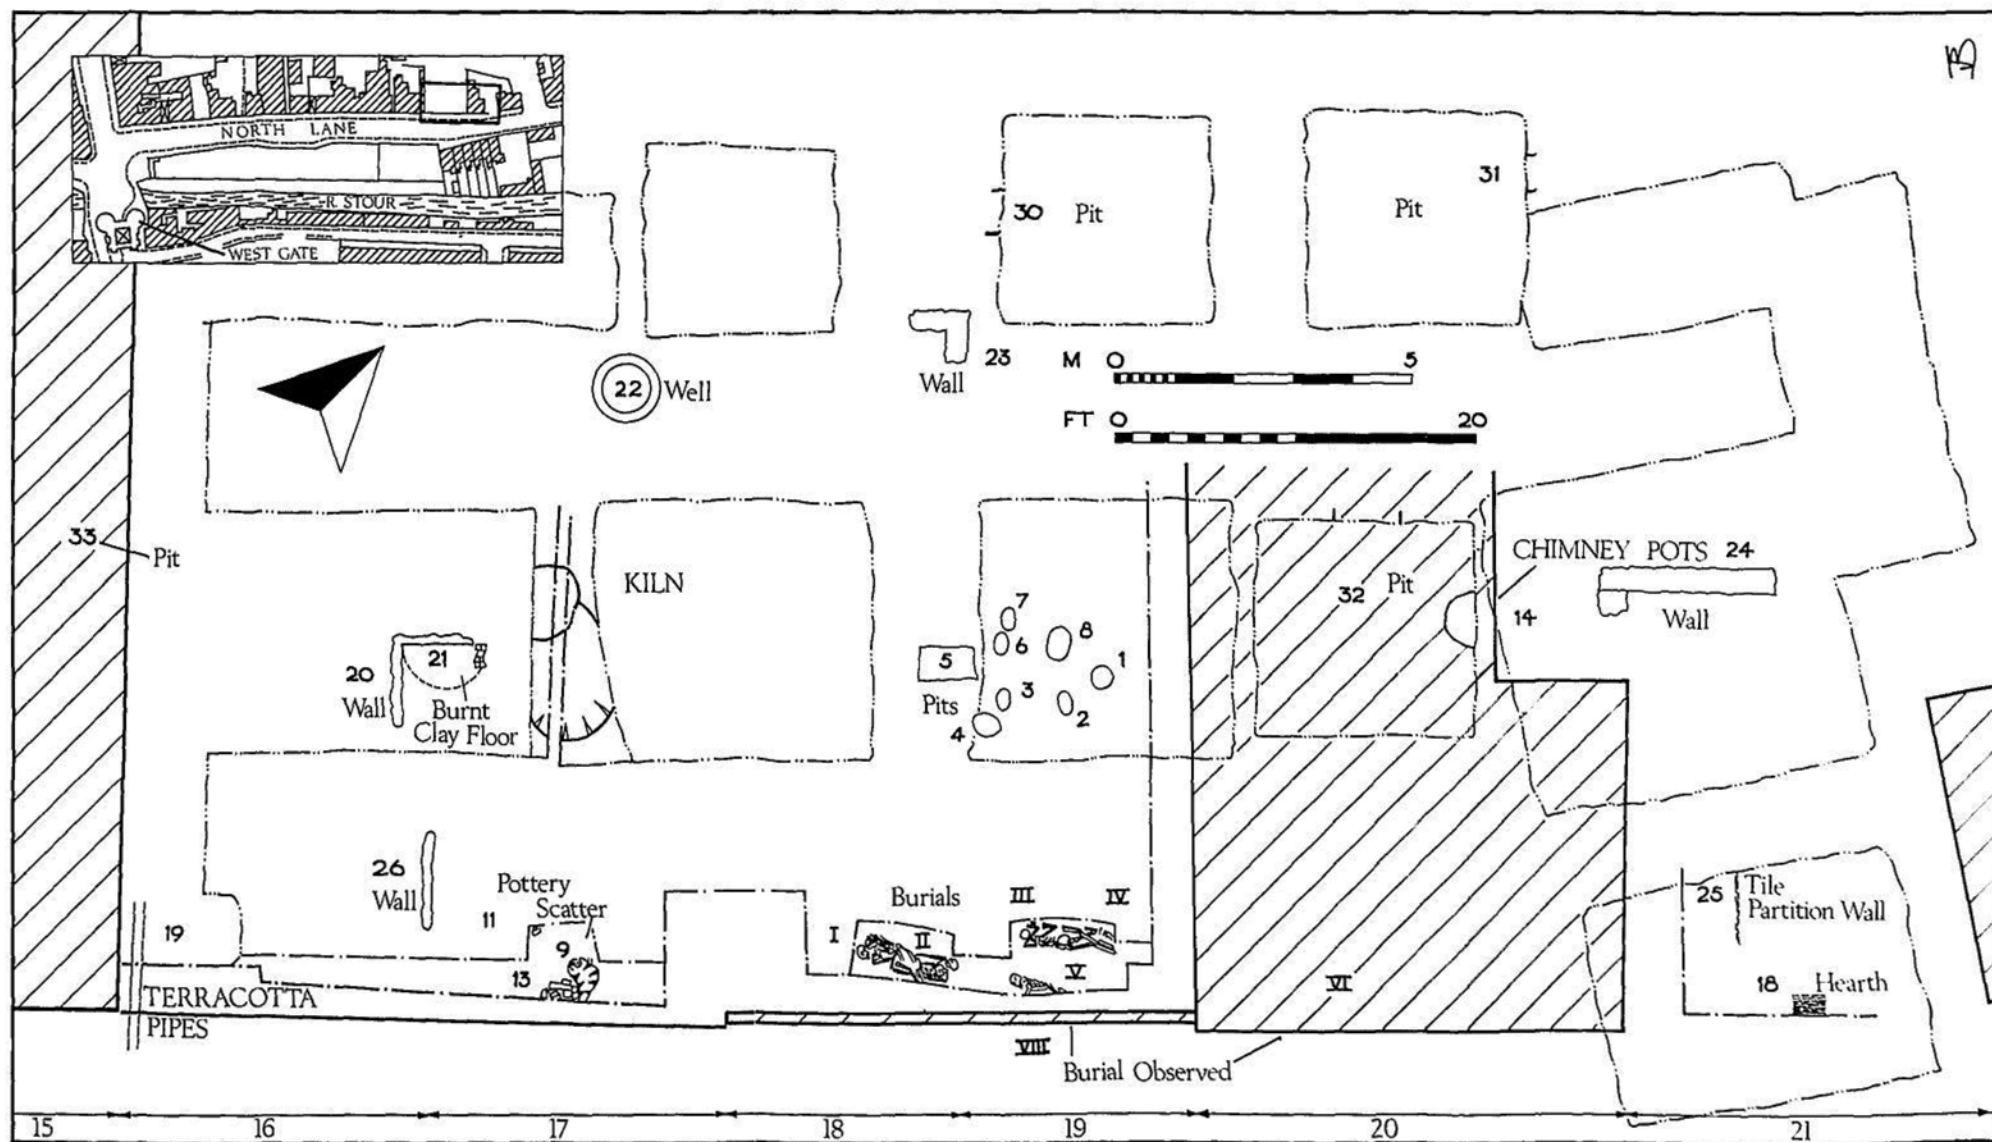 NORTH LANE
R. STOUR
WEST GATE
30 Pit
31
Pit
22 Well
23
Wall
M 0 5
FT 0 20
33
Pit
KILN
CHIMNEY POTS 24
Wall
14
32 Pit
7
6
8
1
5
3
2
4
Pits
20
Wall
21
Burnt
Clay Floor
26
Wall
Pottery
Scatter
11
9
13
19
TERRACOTTA
PIPES
Burials
I
II
III
IV
V
VI
VIII
Burial Observed
25
Tile
Partition Wall
18 Hearth
15 16 17 18 19 20 21